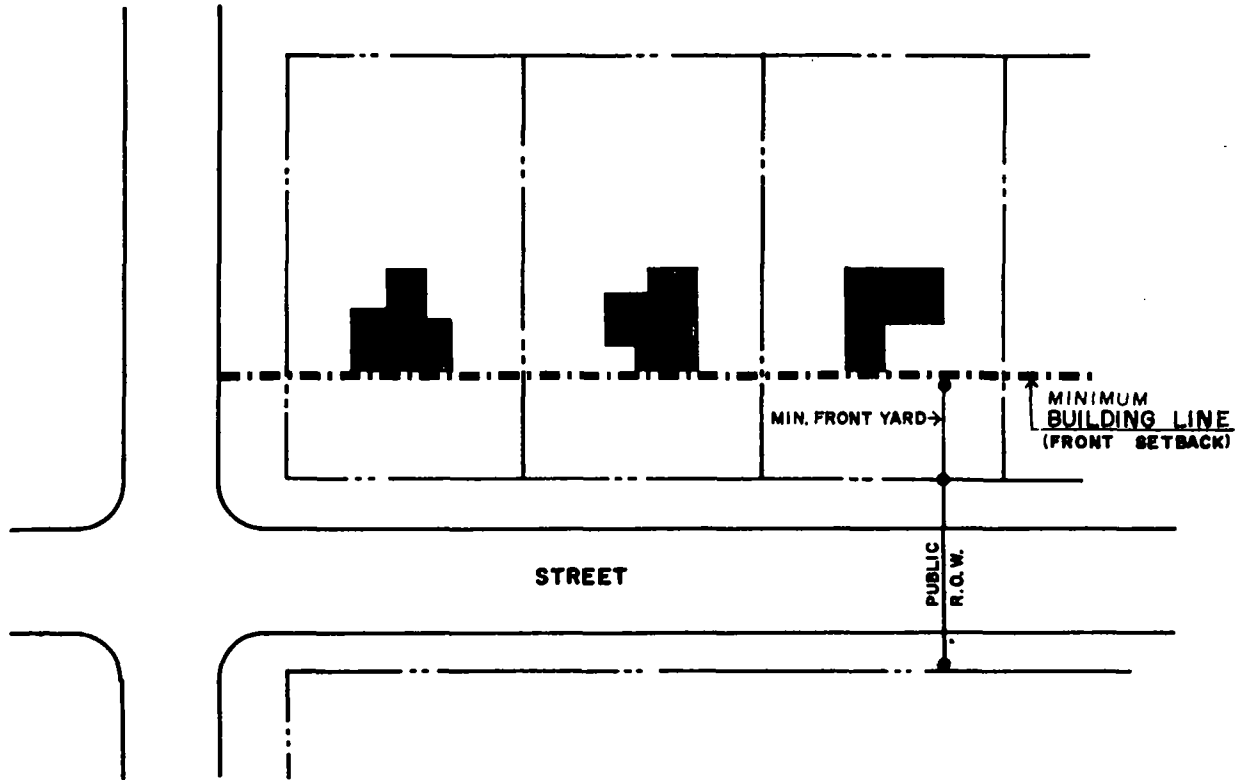 MINIMUM
MIN. FRONT YARD
BUILDING LINE
(FRONT SETBACK)
STREET
PUBLIC
R.O.W.